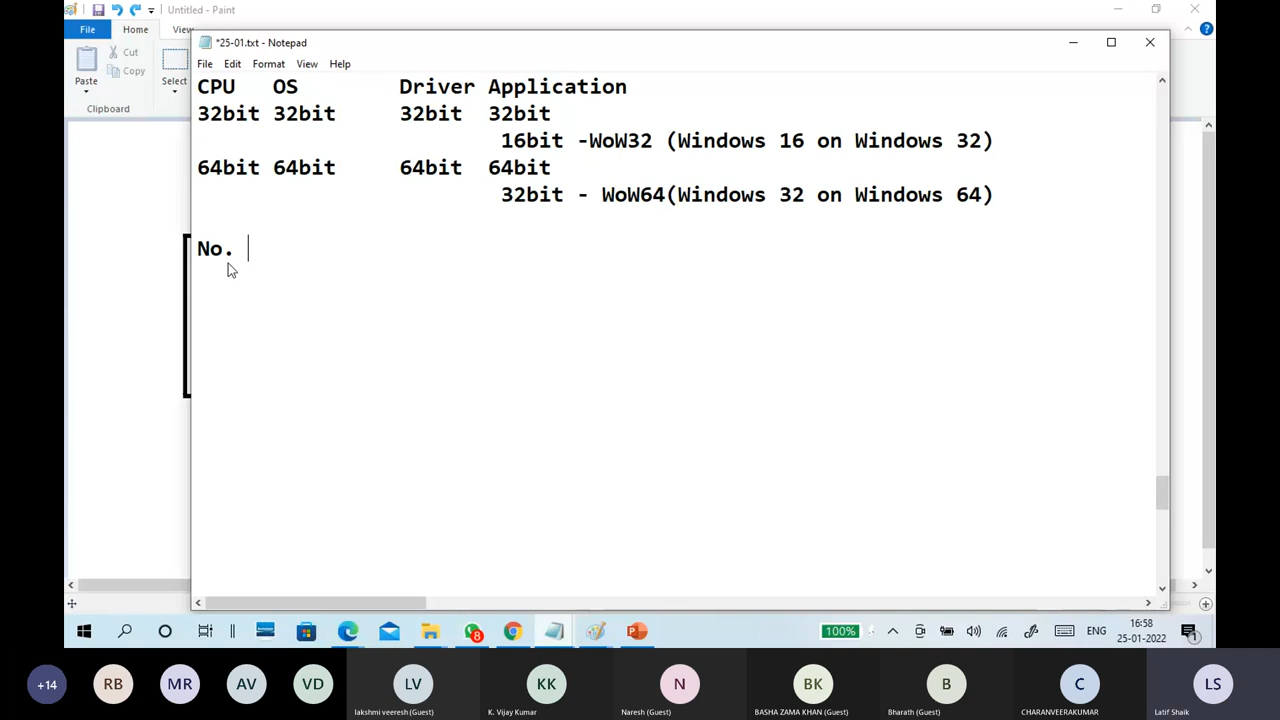 Untitled - Paint
File Home View
Paste
Cut
Copy
Select
Clipboard
*25-01.txt - Notepad
File Edit Format View Help
CPU OS Driver Application
32bit 32bit 32bit 32bit
16bit -WoW32 (Windows 16 on Windows 32)
64bit 64bit 64bit 64bit
32bit - WoW64(Windows 32 on Windows 64)
No.
8
100%
ENG
16:58
25-01-2022
1
+14 RB MR AV VD LV KK N BK B C LS
lakshmi veeresh (Guest) K. Vijay Kumar Naresh (Guest) BASHA ZAMA KHAN (Guest) Bharath (Guest) CHARANVEERAKUMAR Latif Shaik